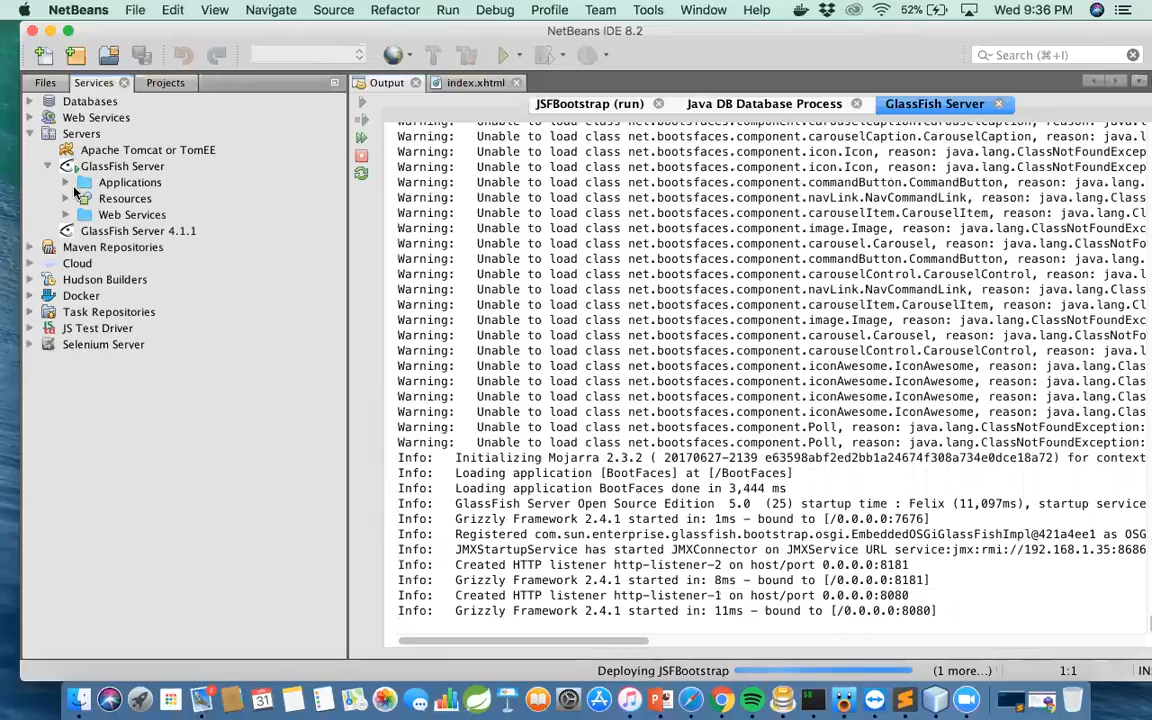 NetBeans File Edit View Navigate Source Refactor Run Debug Profile Team Tools Window Help 52% Wed 9:36 PM
NetBeans IDE 8.2
Search (⌘+I)
Files Services Projects
Output index.xhtml
JSFBootstrap (run) Java DB Database Process GlassFish Server
Databases
Web Services
Servers
Apache Tomcat or TomEE
GlassFish Server
Applications
Resources
Web Services
GlassFish Server 4.1.1
Maven Repositories
Cloud
Hudson Builders
Docker
Task Repositories
JS Test Driver
Selenium Server
Warning: Unable to load class net.bootsfaces.component.carouselCaption.CarouselCaption, reason: java.l
Warning: Unable to load class net.bootsfaces.component.icon.Icon, reason: java.lang.ClassNotFoundExcep
Warning: Unable to load class net.bootsfaces.component.commandButton.CommandButton, reason: java.lang.
Warning: Unable to load class net.bootsfaces.component.navLink.NavCommandLink, reason: java.lang.Class
Warning: Unable to load class net.bootsfaces.component.carouselItem.CarouselItem, reason: java.lang.Cl
Warning: Unable to load class net.bootsfaces.component.image.Image, reason: java.lang.ClassNotFoundExc
Warning: Unable to load class net.bootsfaces.component.carousel.Carousel, reason: java.lang.ClassNotFo
Warning: Unable to load class net.bootsfaces.component.commandButton.CommandButton, reason: java.lang.
Warning: Unable to load class net.bootsfaces.component.carouselControl.CarouselControl, reason: java.l
Warning: Unable to load class net.bootsfaces.component.navLink.NavCommandLink, reason: java.lang.Class
Warning: Unable to load class net.bootsfaces.component.carouselItem.CarouselItem, reason: java.lang.Cl
Warning: Unable to load class net.bootsfaces.component.image.Image, reason: java.lang.ClassNotFoundExc
Warning: Unable to load class net.bootsfaces.component.carousel.Carousel, reason: java.lang.ClassNotFo
Warning: Unable to load class net.bootsfaces.component.carouselControl.CarouselControl, reason: java.l
Warning: Unable to load class net.bootsfaces.component.iconAwesome.IconAwesome, reason: java.lang.Clas
Warning: Unable to load class net.bootsfaces.component.iconAwesome.IconAwesome, reason: java.lang.Clas
Warning: Unable to load class net.bootsfaces.component.iconAwesome.IconAwesome, reason: java.lang.Clas
Warning: Unable to load class net.bootsfaces.component.Poll, reason: java.lang.ClassNotFoundException:
Warning: Unable to load class net.bootsfaces.component.Poll, reason: java.lang.ClassNotFoundException:
Info: Initializing Mojarra 2.3.2 ( 20170627-2139 e63598abf2ed2bb1a24674f308a734e0dce18a72) for context
Info: Loading application [BootFaces] at [/BootFaces]
Info: Loading application BootFaces done in 3,444 ms
Info: GlassFish Server Open Source Edition 5.0 (25) startup time : Felix (11,097ms), startup service
Info: Grizzly Framework 2.4.1 started in: 1ms - bound to [/0.0.0.0:7676]
Info: Registered com.sun.enterprise.glassfish.bootstrap.osgi.EmbeddedOSGiGlassFishImpl@421a4ee1 as OSG
Info: JMXStartupService has started JMXConnector on JMXService URL service:jmx:rmi://192.168.1.35:8686
Info: Created HTTP listener http-listener-2 on host/port 0.0.0.0:8181
Info: Grizzly Framework 2.4.1 started in: 8ms - bound to [/0.0.0.0:8181]
Info: Created HTTP listener http-listener-1 on host/port 0.0.0.0:8080
Info: Grizzly Framework 2.4.1 started in: 11ms - bound to [/0.0.0.0:8080]
Deploying JSFBootstrap (1 more...) 1:1 IN
31